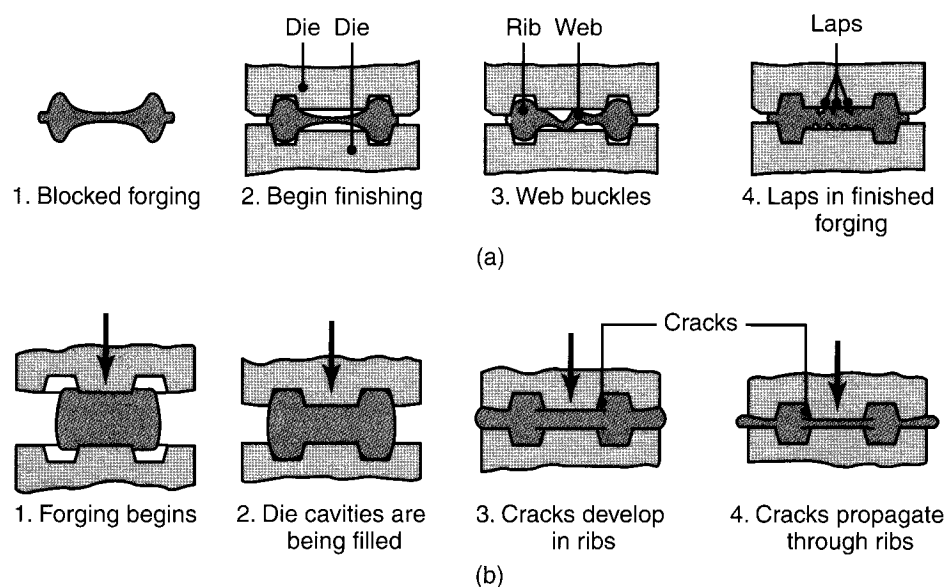 Die Die
Rib Web
Laps
1. Blocked forging
2. Begin finishing
3. Web buckles
4. Laps in finished
forging
(a)
Cracks
1. Forging begins
2. Die cavities are
being filled
3. Cracks develop
in ribs
4. Cracks propagate
through ribs
(b)